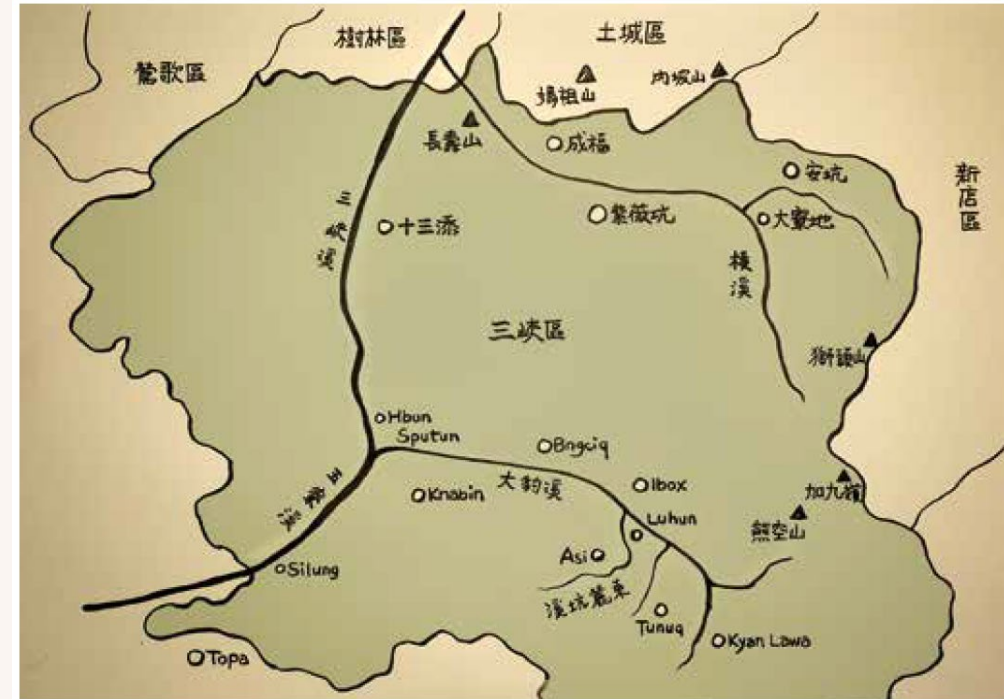 樹林區
土城區
鶯歌區
媽祖山
內坡山
長壽山
成福
安坑
新店區
十三添
紫薇坑
大寮地
三峽溪
橫溪
三峽區
獅頭山
Hbun
Sputun
Bngciq
大豹溪
Ibox
加九嶺
Knabin
五寮溪
熊空山
Luhun
Asi
Silung
東麓坑溪
Tunuq
Kyan Lawa
Topa